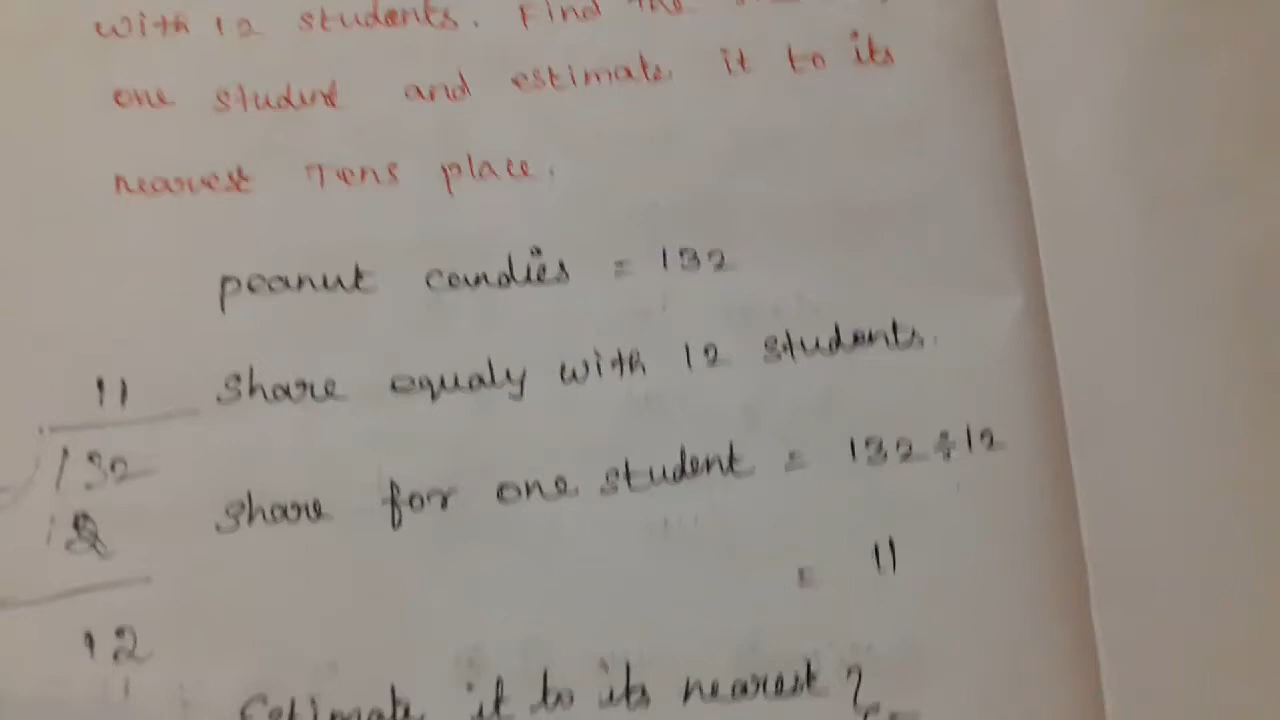 with 12 students. Find the
one student and estimate it to its
nearest Tens place.
peanut candies = 132
share equaly with 12 students.
11
132
share for one student = 132 ÷ 12
12
= 11
12
Estimate it to its nearest